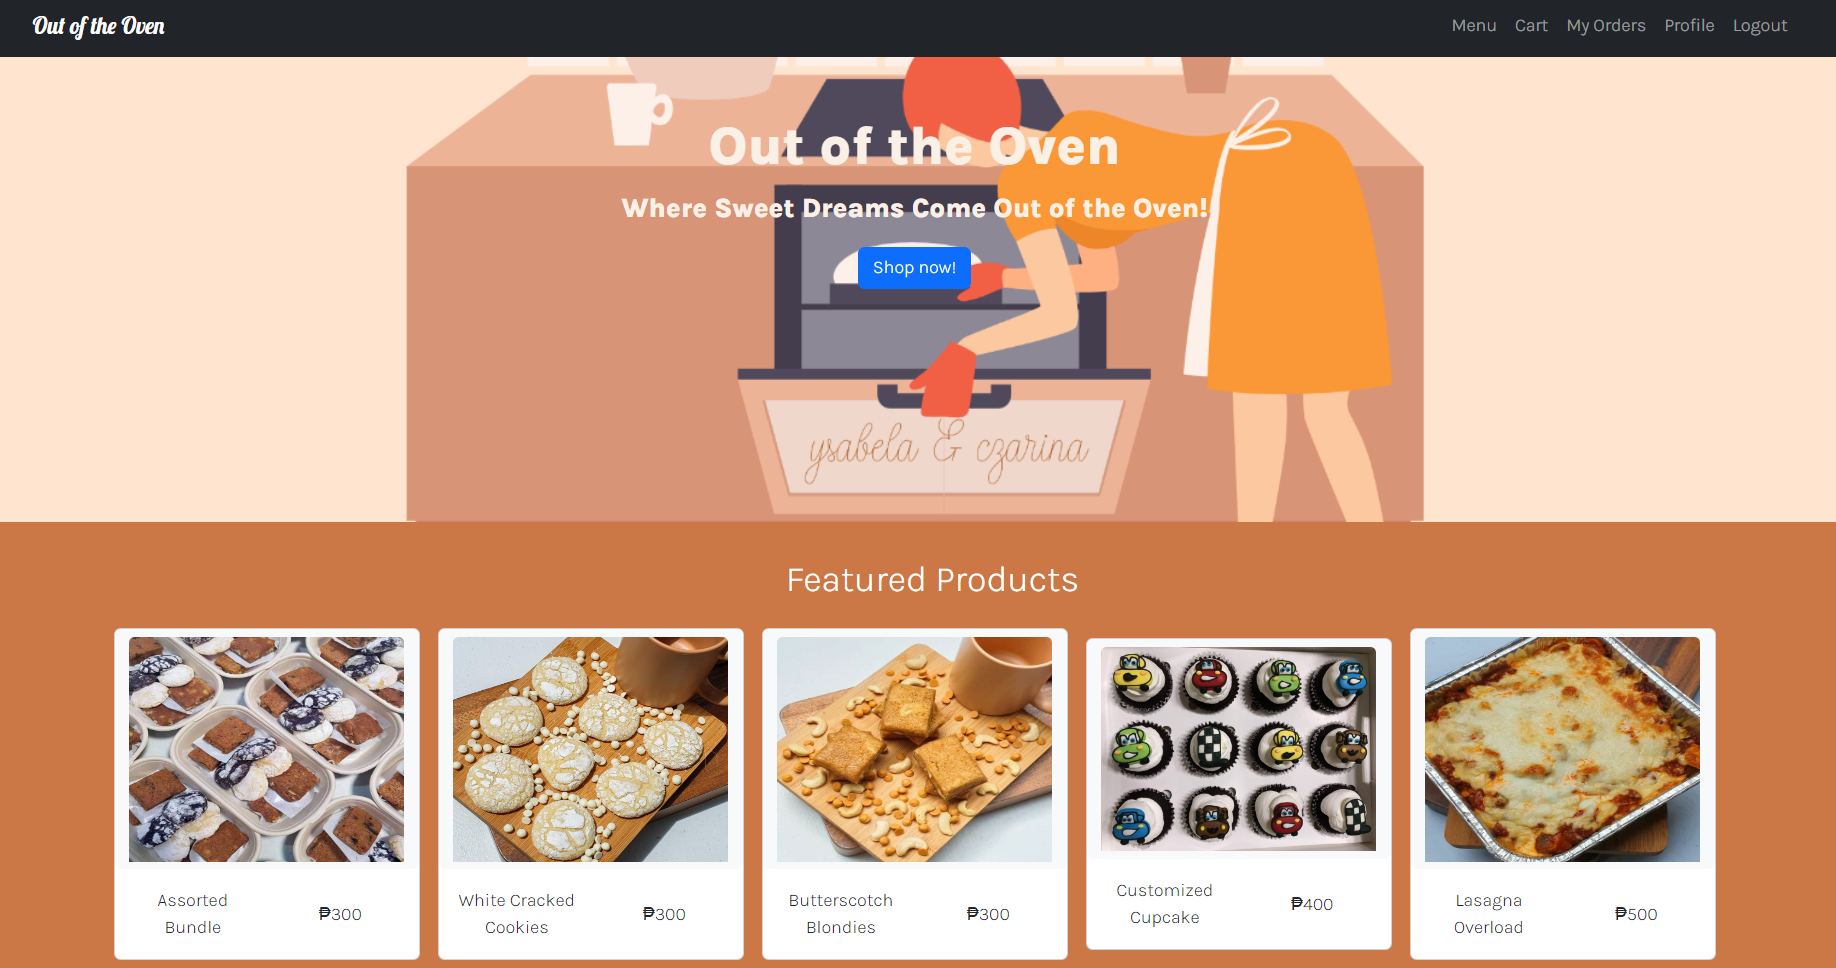 Out of the Oven
Menu Cart My Orders Profile Logout
Out of the Oven
Where Sweet Dreams Come Out of the Oven!
Shop now!
ysabela & czarina
Featured Products
Assorted
Bundle
₱300
White Cracked
Cookies
₱300
Butterscotch
Blondies
₱300
Customized
Cupcake
₱400
Lasagna
Overload
₱500